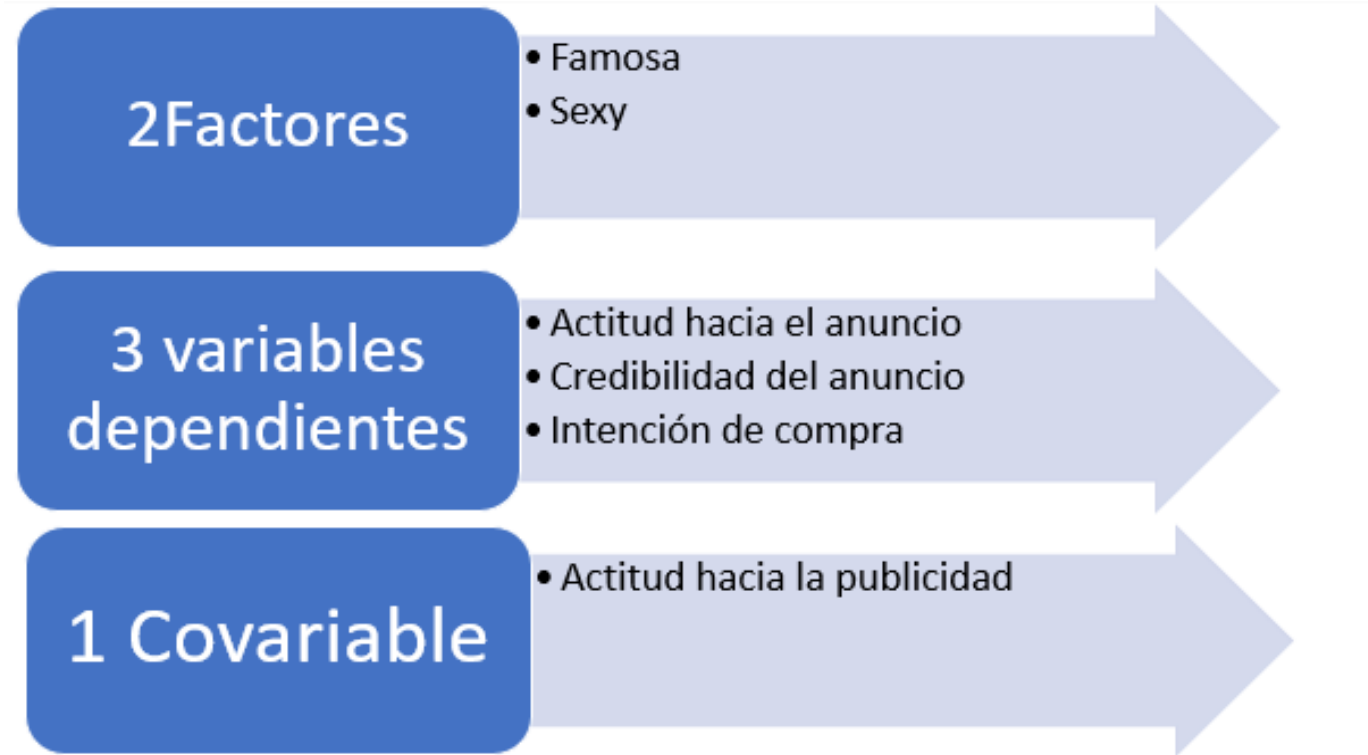 2Factores
• Famosa
• Sexy
3 variables
dependientes
• Actitud hacia el anuncio
• Credibilidad del anuncio
• Intención de compra
1 Covariable
• Actitud hacia la publicidad